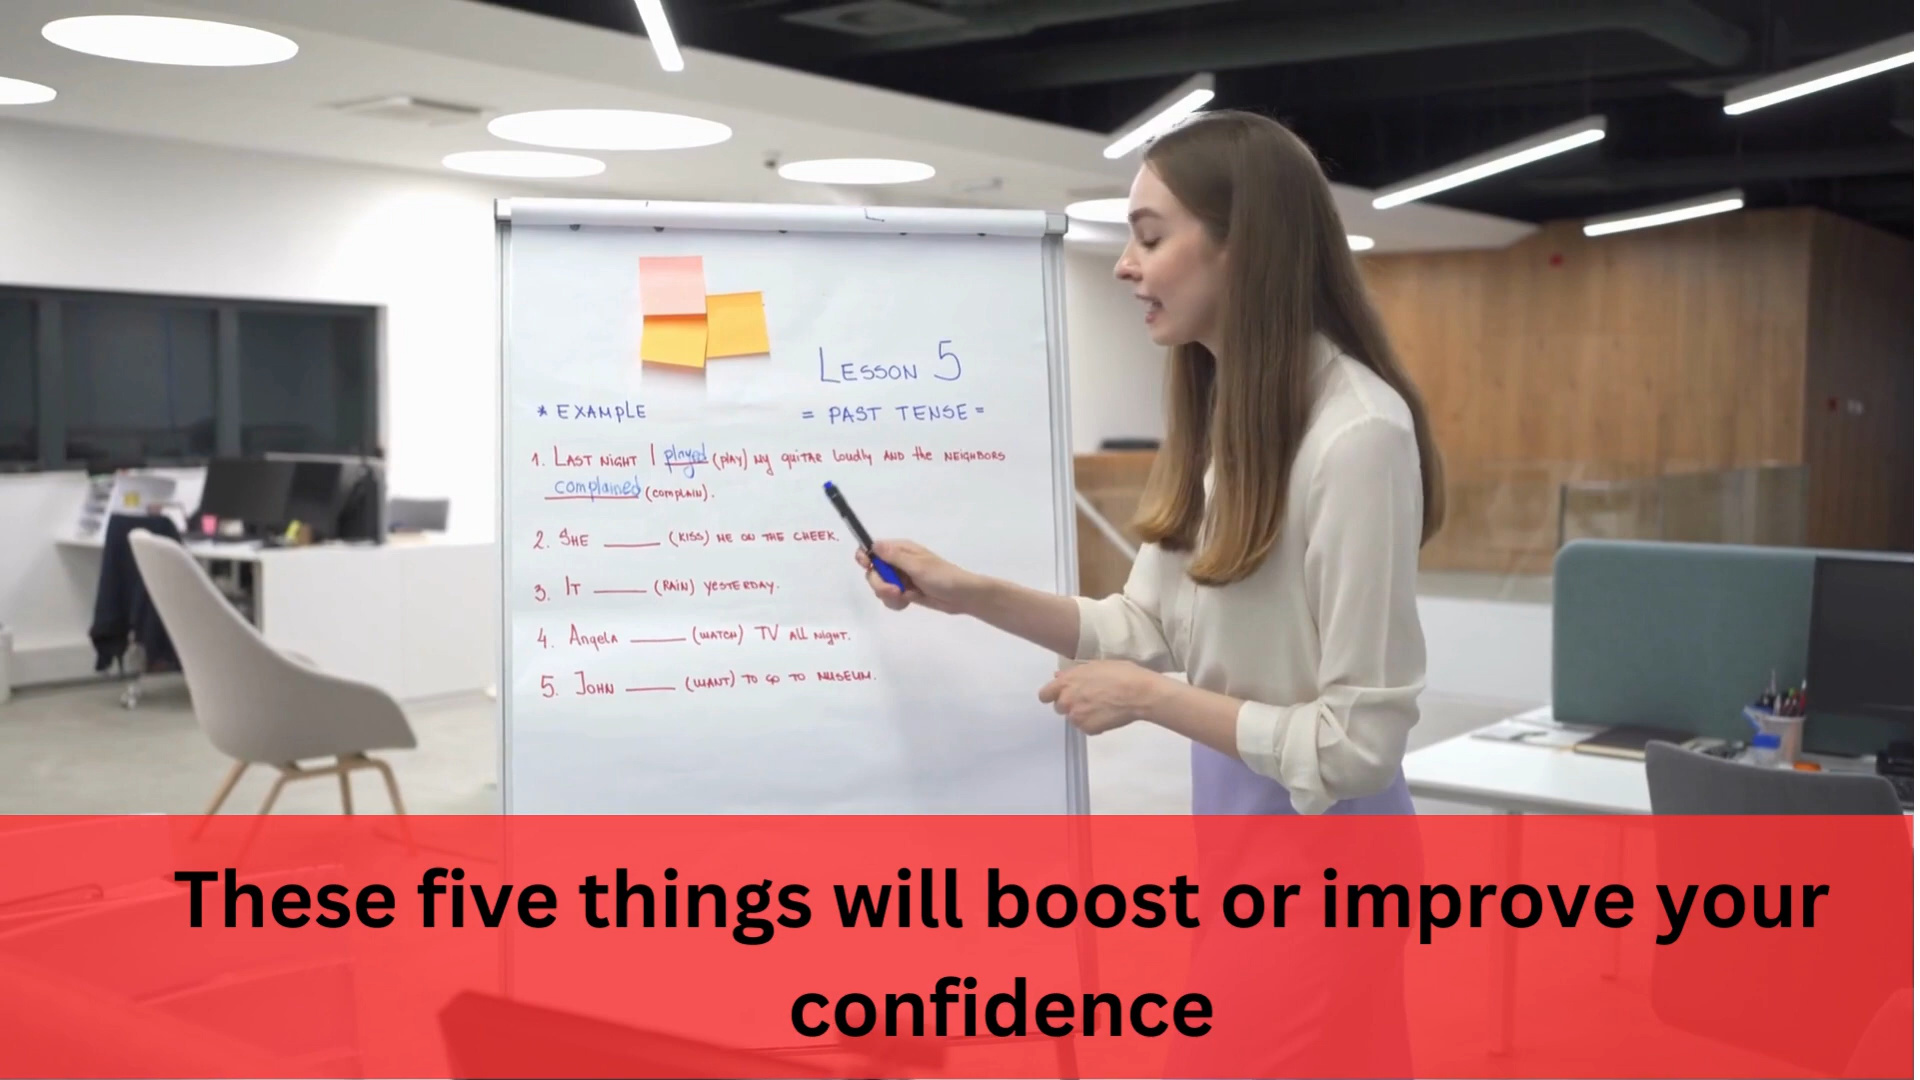 LESSON 5
* EXAMPLE = PAST TENSE =
1. LAST NIGHT I played (PLAY) MY guitAR loudly AND the NEIGHBORS
complained (COMPLAIN).
2. SHE ____ (KISS) ME ON THE CHEEK.
3. IT ____ (RAiN) YESTERDAY.
4. Angela ____ (WATCH) TV ALL NIGHT.
5. JOHN ____ (WANT) TO GO TO MUSEUM.
These five things will boost or improve your
confidence